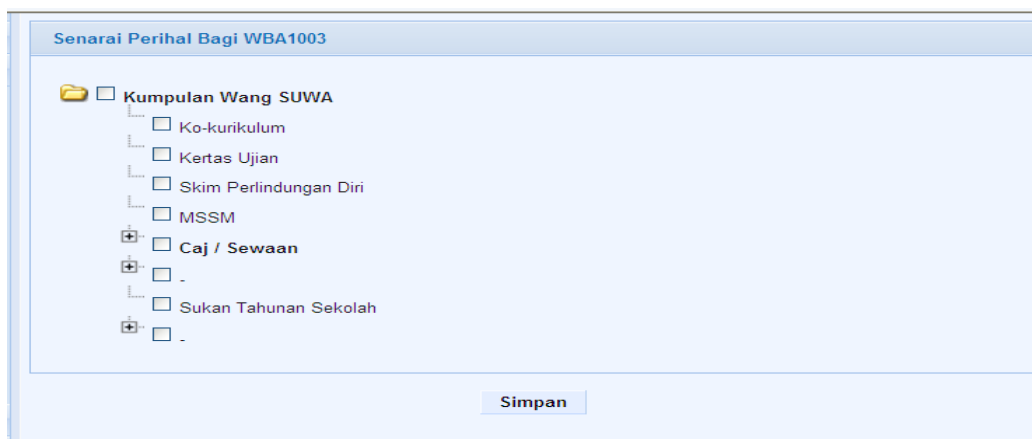 Senarai Perihal Bagi WBA1003
Kumpulan Wang SUWA
Ko-kurikulum
Kertas Ujian
Skim Perlindungan Diri
MSSM
Caj / Sewaan
-
Sukan Tahunan Sekolah
-
Simpan